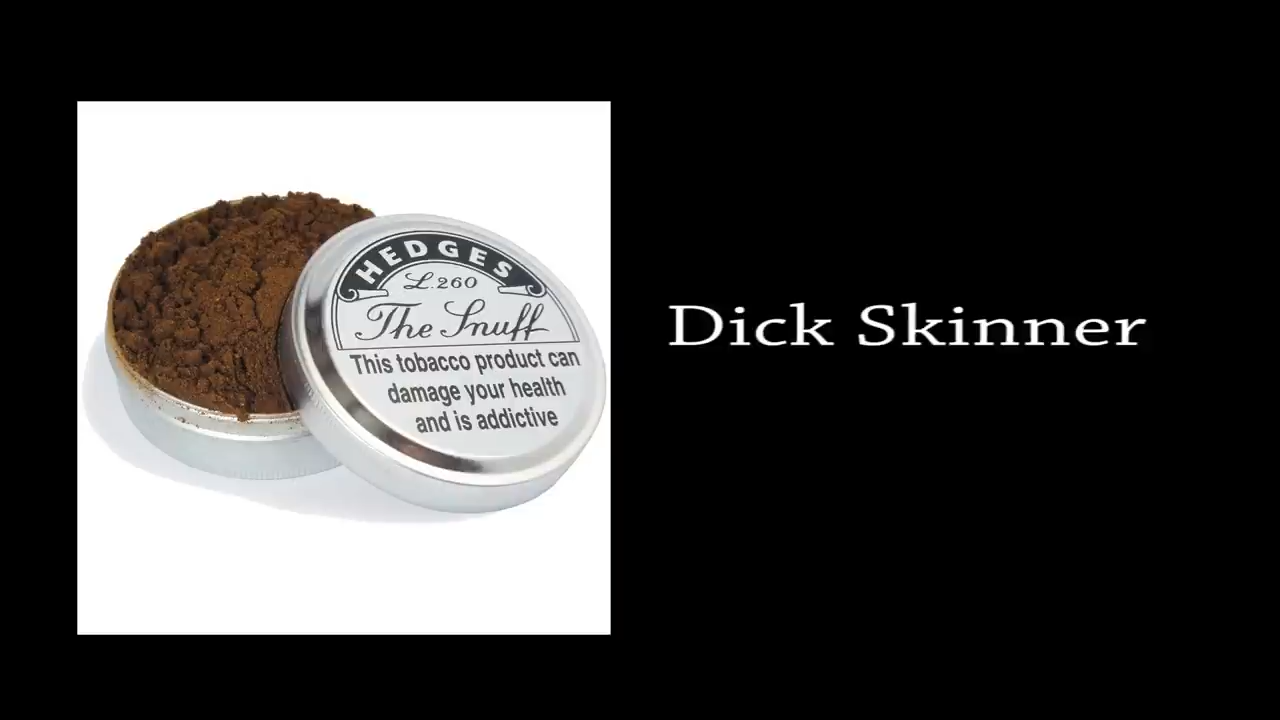 HEDGES
L.260
The Snuff
This tobacco product can
damage your health
and is addictive
Dick Skinner